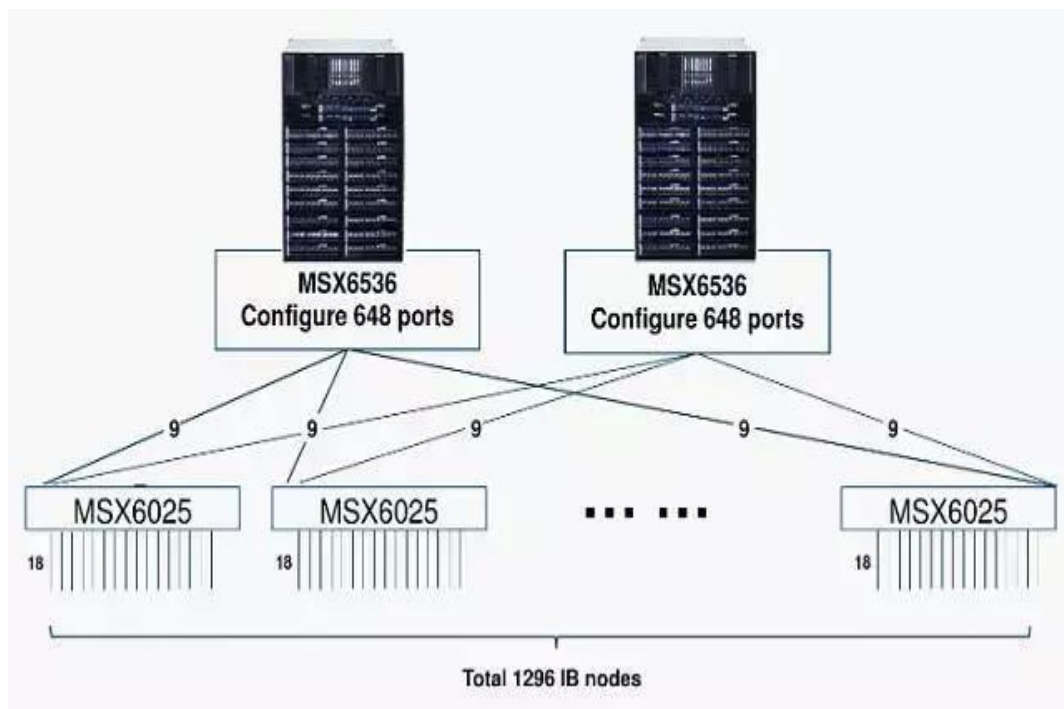 MSX6536
Configure 648 ports
MSX6536
Configure 648 ports
9
9
9
9
9
MSX6025
MSX6025
... ...
MSX6025
18
18
18
Total 1296 IB nodes